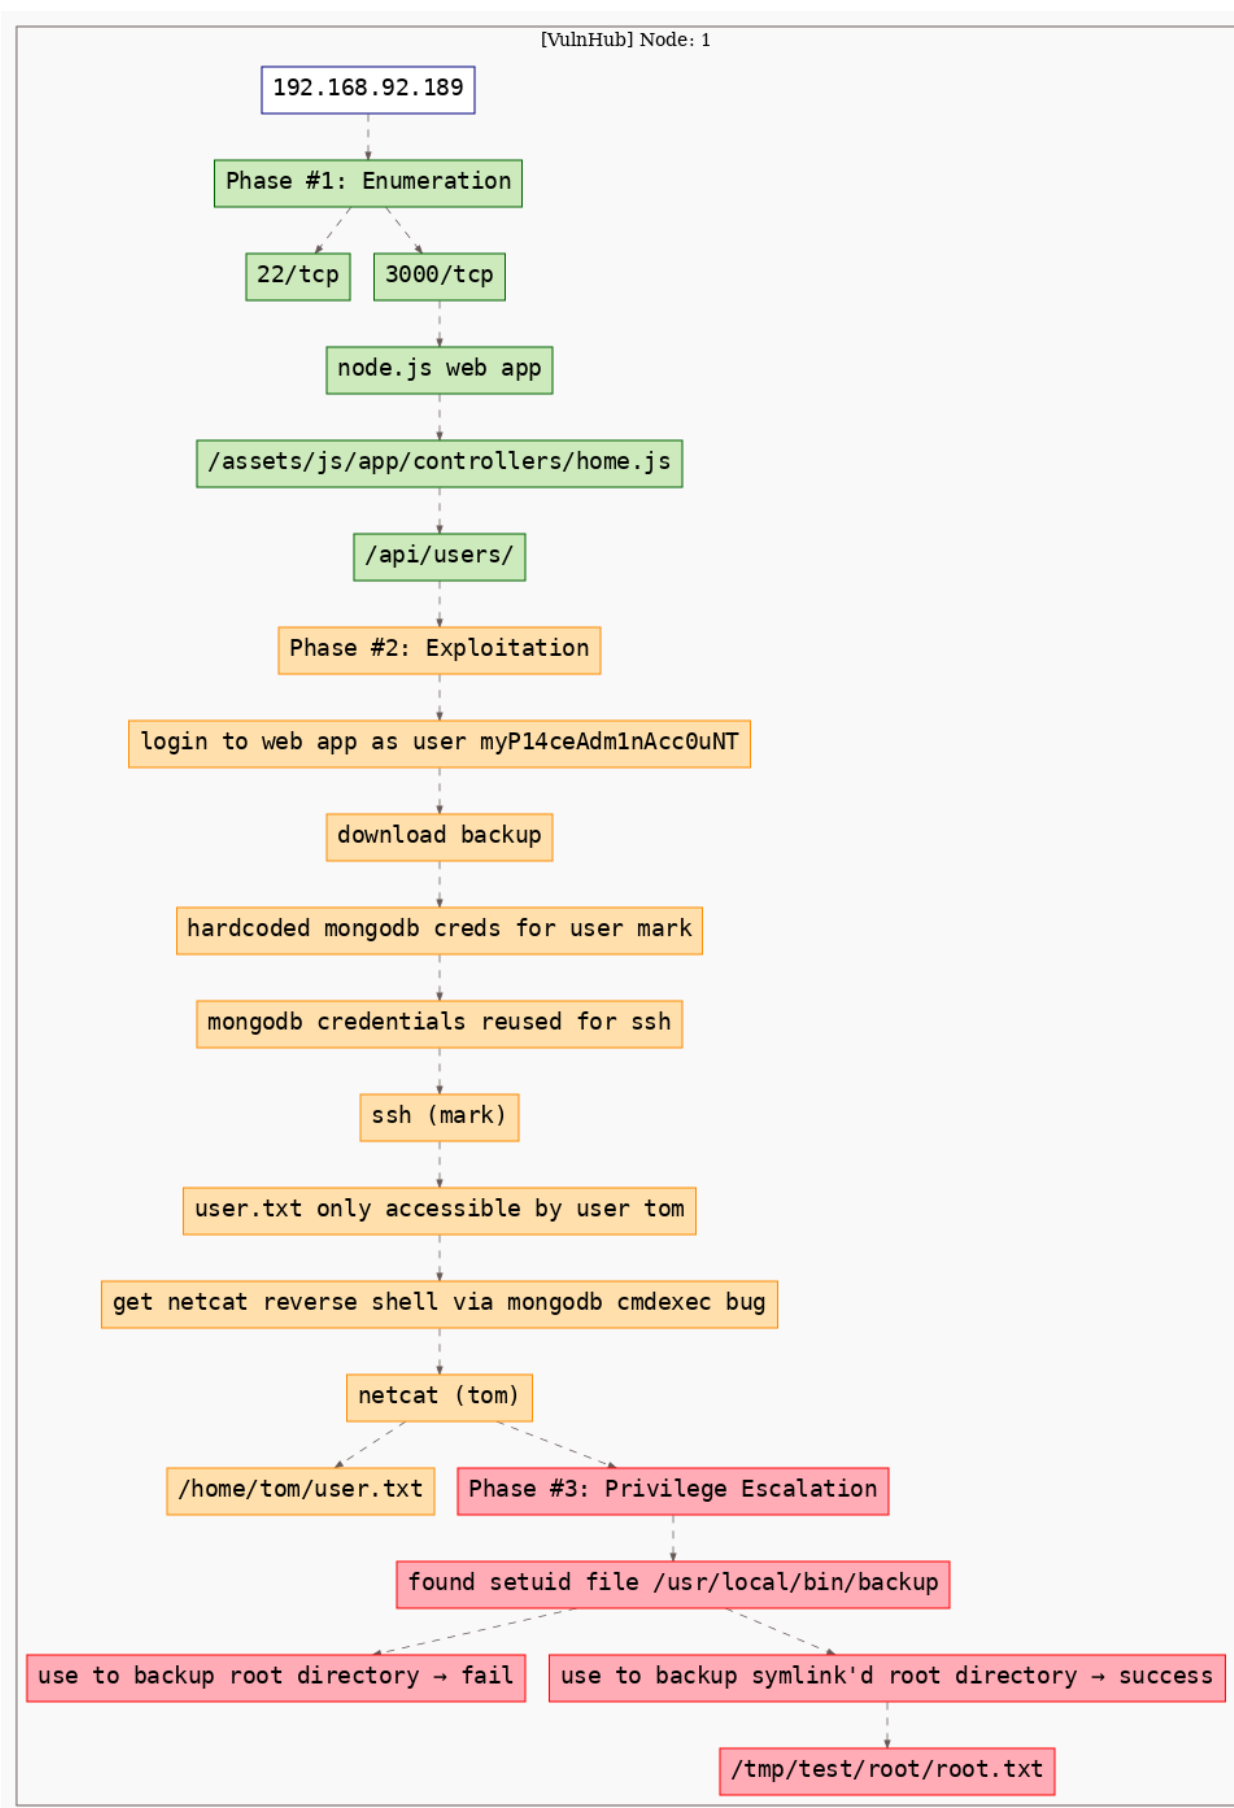 [VulnHub] Node: 1
192.168.92.189
Phase #1: Enumeration
22/tcp
3000/tcp
node.js web app
/assets/js/app/controllers/home.js
/api/users/
Phase #2: Exploitation
login to web app as user myP14ceAdm1nAcc0uNT
download backup
hardcoded mongodb creds for user mark
mongodb credentials reused for ssh
ssh (mark)
user.txt only accessible by user tom
get netcat reverse shell via mongodb cmdexec bug
netcat (tom)
/home/tom/user.txt
Phase #3: Privilege Escalation
found setuid file /usr/local/bin/backup
use to backup root directory → fail
use to backup symlink'd root directory → success
/tmp/test/root/root.txt